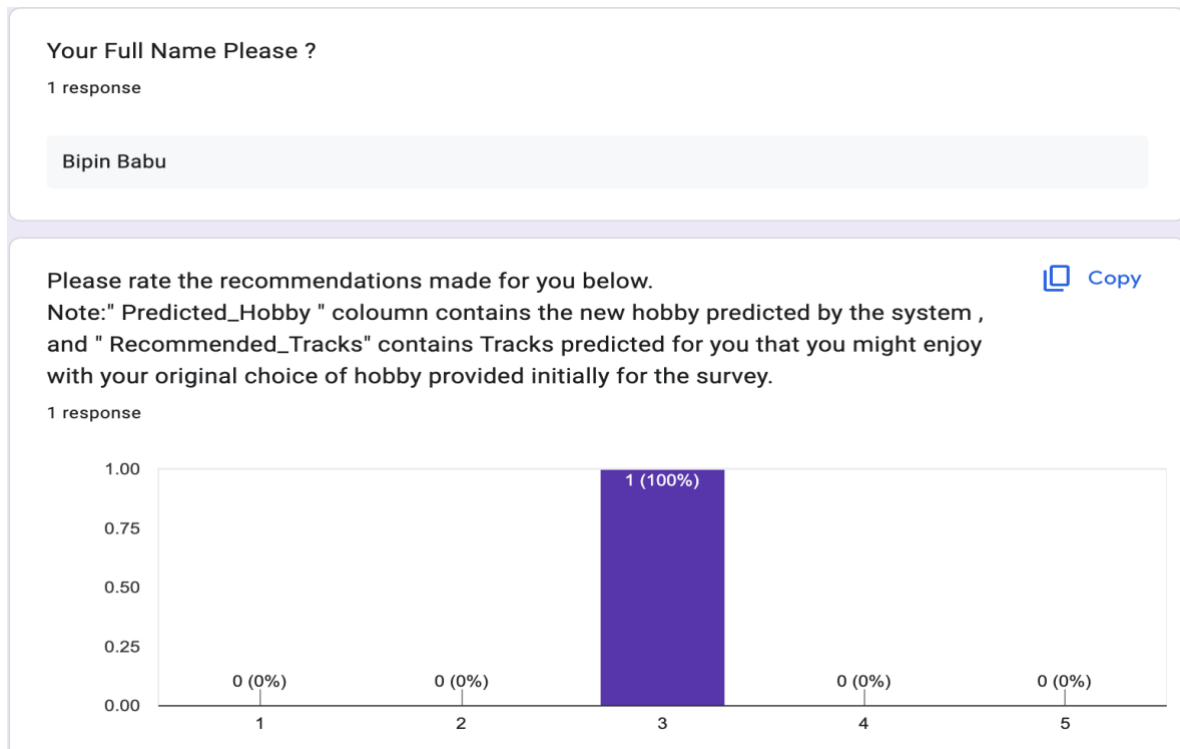 Your Full Name Please ?
1 response
Bipin Babu
Please rate the recommendations made for you below.
Copy
Note:" Predicted_Hobby " coloumn contains the new hobby predicted by the system ,
and " Recommended_Tracks" contains Tracks predicted for you that you might enjoy
with your original choice of hobby provided initially for the survey.
1 response
1.00
1 (100%)
0.75
0.50
0.25
0 (0%) 0 (0%) 0 (0%) 0 (0%)
0.00
1 2 3 4 5